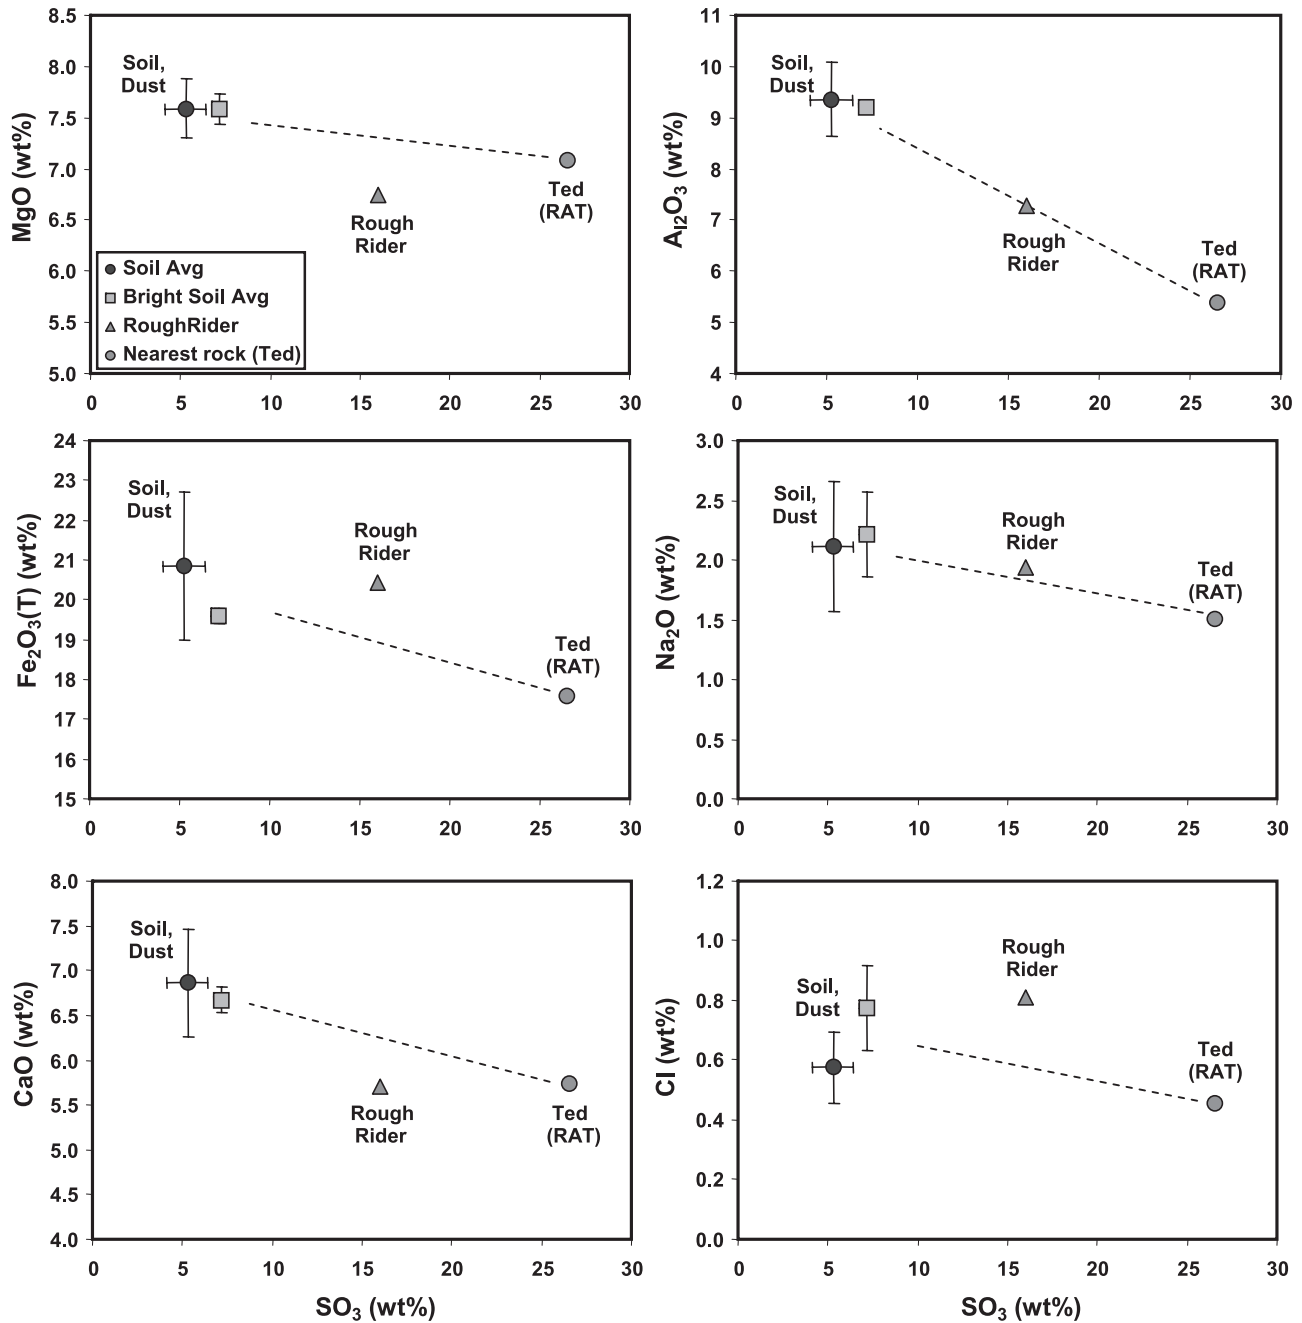 8.5
8.0
7.5
7.0
6.5
6.0
5.5
5.0
MgO (wt%)
Soil,
Dust
Rough
Rider
Ted
(RAT)
Soil Avg
Bright Soil Avg
RoughRider
Nearest rock (Ted)
0 5 10 15 20 25 30
11
10
9
8
7
6
5
4
Al2O3 (wt%)
Soil,
Dust
Rough
Rider
Ted
(RAT)
0 5 10 15 20 25 30
24
23
22
21
20
19
18
17
16
15
Fe2O3(T) (wt%)
Soil,
Dust
Rough
Rider
Ted
(RAT)
0 5 10 15 20 25 30
3.0
2.5
2.0
1.5
1.0
0.5
0.0
Na2O (wt%)
Soil,
Dust
Rough
Rider
Ted
(RAT)
0 5 10 15 20 25 30
8.0
7.5
7.0
6.5
6.0
5.5
5.0
4.5
4.0
CaO (wt%)
Soil,
Dust
Rough
Rider
Ted
(RAT)
0 5 10 15 20 25 30
SO3 (wt%)
1.2
1.0
0.8
0.6
0.4
0.2
0.0
Cl (wt%)
Soil,
Dust
Rough
Rider
Ted
(RAT)
0 5 10 15 20 25 30
SO3 (wt%)